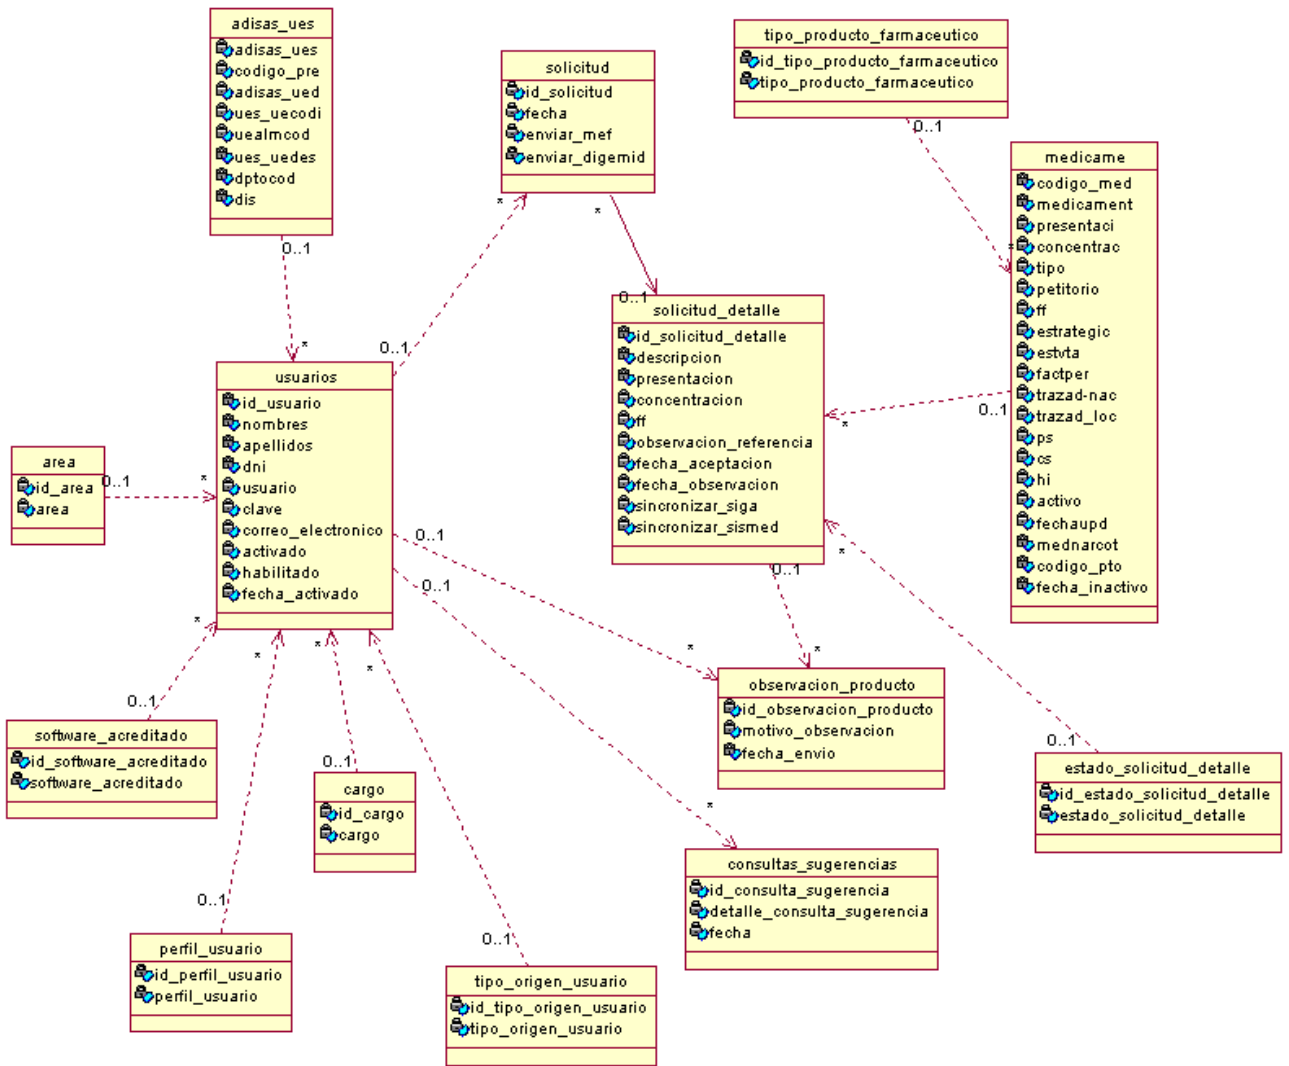 adisas_ues
adisas_ues
codigo_pre
adisas_ued
ues_uecodi
uealmcod
ues_uedes
dptocod
dis
0..1
*
solicitud
id_solicitud
fecha
enviar_mef
enviar_digemid
*
*
0..1
tipo_producto_farmaceutico
id_tipo_producto_farmaceutico
tipo_producto_farmaceutico
0..1
*
medicame
codigo_med
medicament
presentaci
concentrac
tipo
petitorio
ff
estrategic
estvta
factper
trazad-nac
trazad_loc
ps
cs
hi
activo
fechaupd
mednarcot
codigo_pto
fecha_inactivo
0..1
*
solicitud_detalle
id_solicitud_detalle
descripcion
presentacion
concentracion
ff
observacion_referencia
fecha_aceptacion
fecha_observacion
sincronizar_siga
sincronizar_sismed
*
0..1
*
usuarios
id_usuario
nombres
apellidos
dni
usuario
clave
correo_electronico
activado
habilitado
fecha_activado
0..1
0..1
0..1
*
*
*
*
area
id_area
area
0..1
*
software_acreditado
id_software_acreditado
software_acreditado
0..1
cargo
id_cargo
cargo
0..1
observacion_producto
id_observacion_producto
motivo_observacion
fecha_envio
*
estado_solicitud_detalle
id_estado_solicitud_detalle
estado_solicitud_detalle
0..1
consultas_sugerencias
id_consulta_sugerencia
detalle_consulta_sugerencia
fecha
*
perfil_usuario
id_perfil_usuario
perfil_usuario
0..1
tipo_origen_usuario
id_tipo_origen_usuario
tipo_origen_usuario
0..1